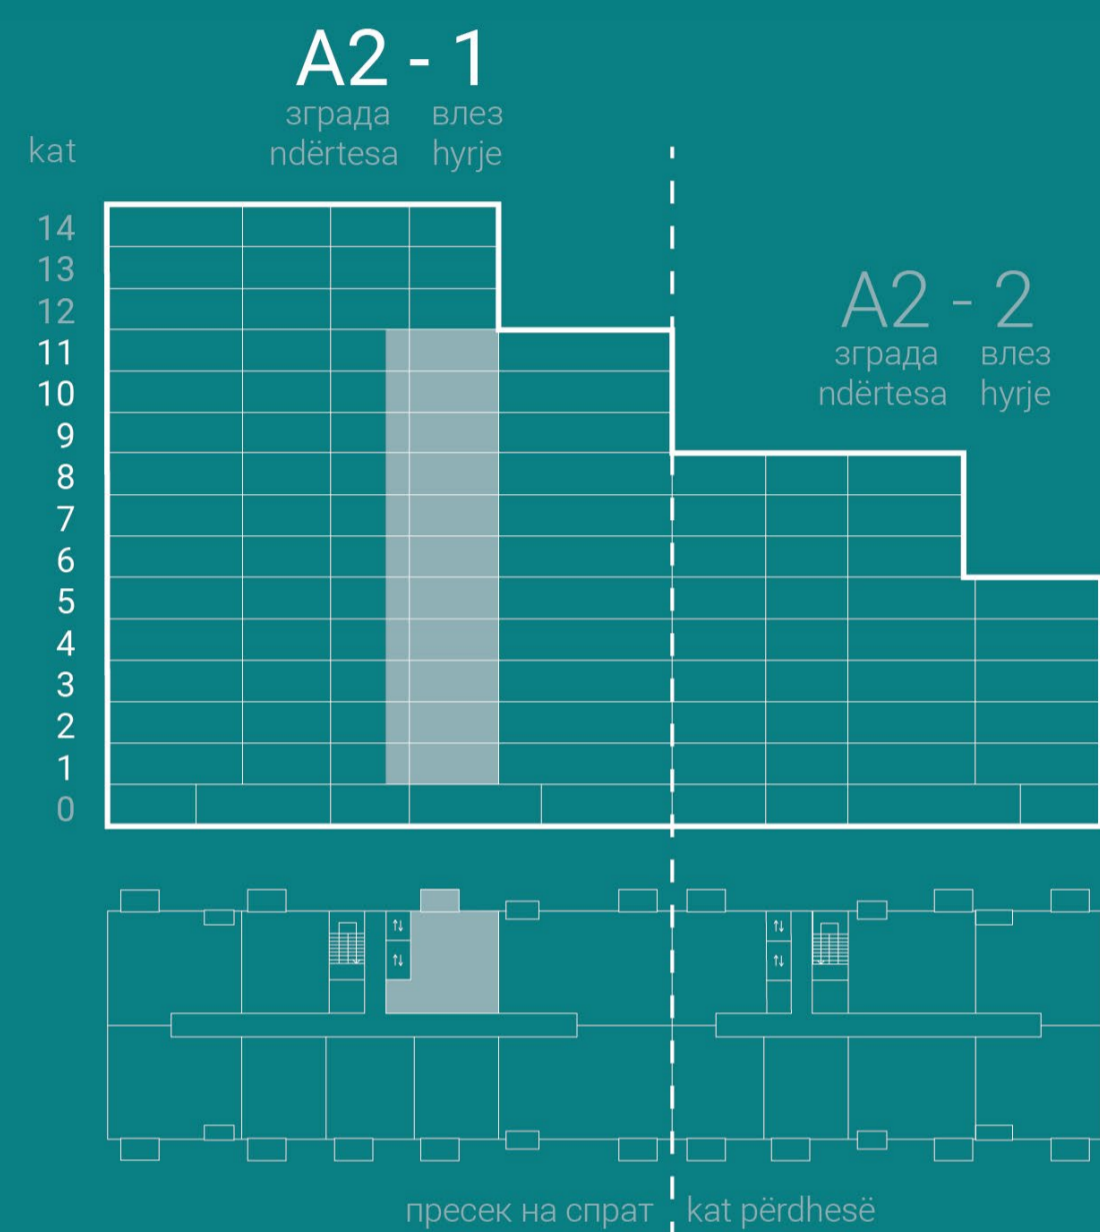 A2 - 1
зграда влез
ndërtesa hyrje
kat
14
13
12
11
10
9
8
7
6
5
4
3
2
1
0
A2 - 2
зграда влез
ndërtesa hyrje
пресек на спрат kat përdhesë